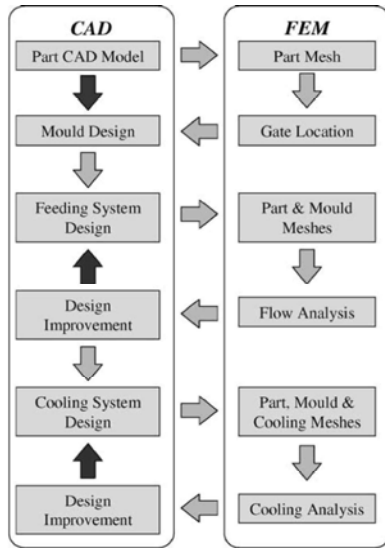 CAD
FEM
Part CAD Model
Part Mesh
Mould Design
Gate Location
Feeding System
Design
Part & Mould
Meshes
Design
Improvement
Flow Analysis
Cooling System
Design
Part, Mould &
Cooling Meshes
Design
Improvement
Cooling Analysis